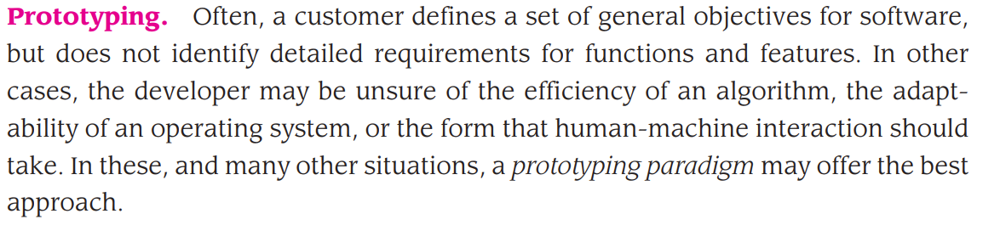 Prototyping. Often, a customer defines a set of general objectives for software,
but does not identify detailed requirements for functions and features. In other
cases, the developer may be unsure of the efficiency of an algorithm, the adapt-
ability of an operating system, or the form that human-machine interaction should
take. In these, and many other situations, a prototyping paradigm may offer the best
approach.